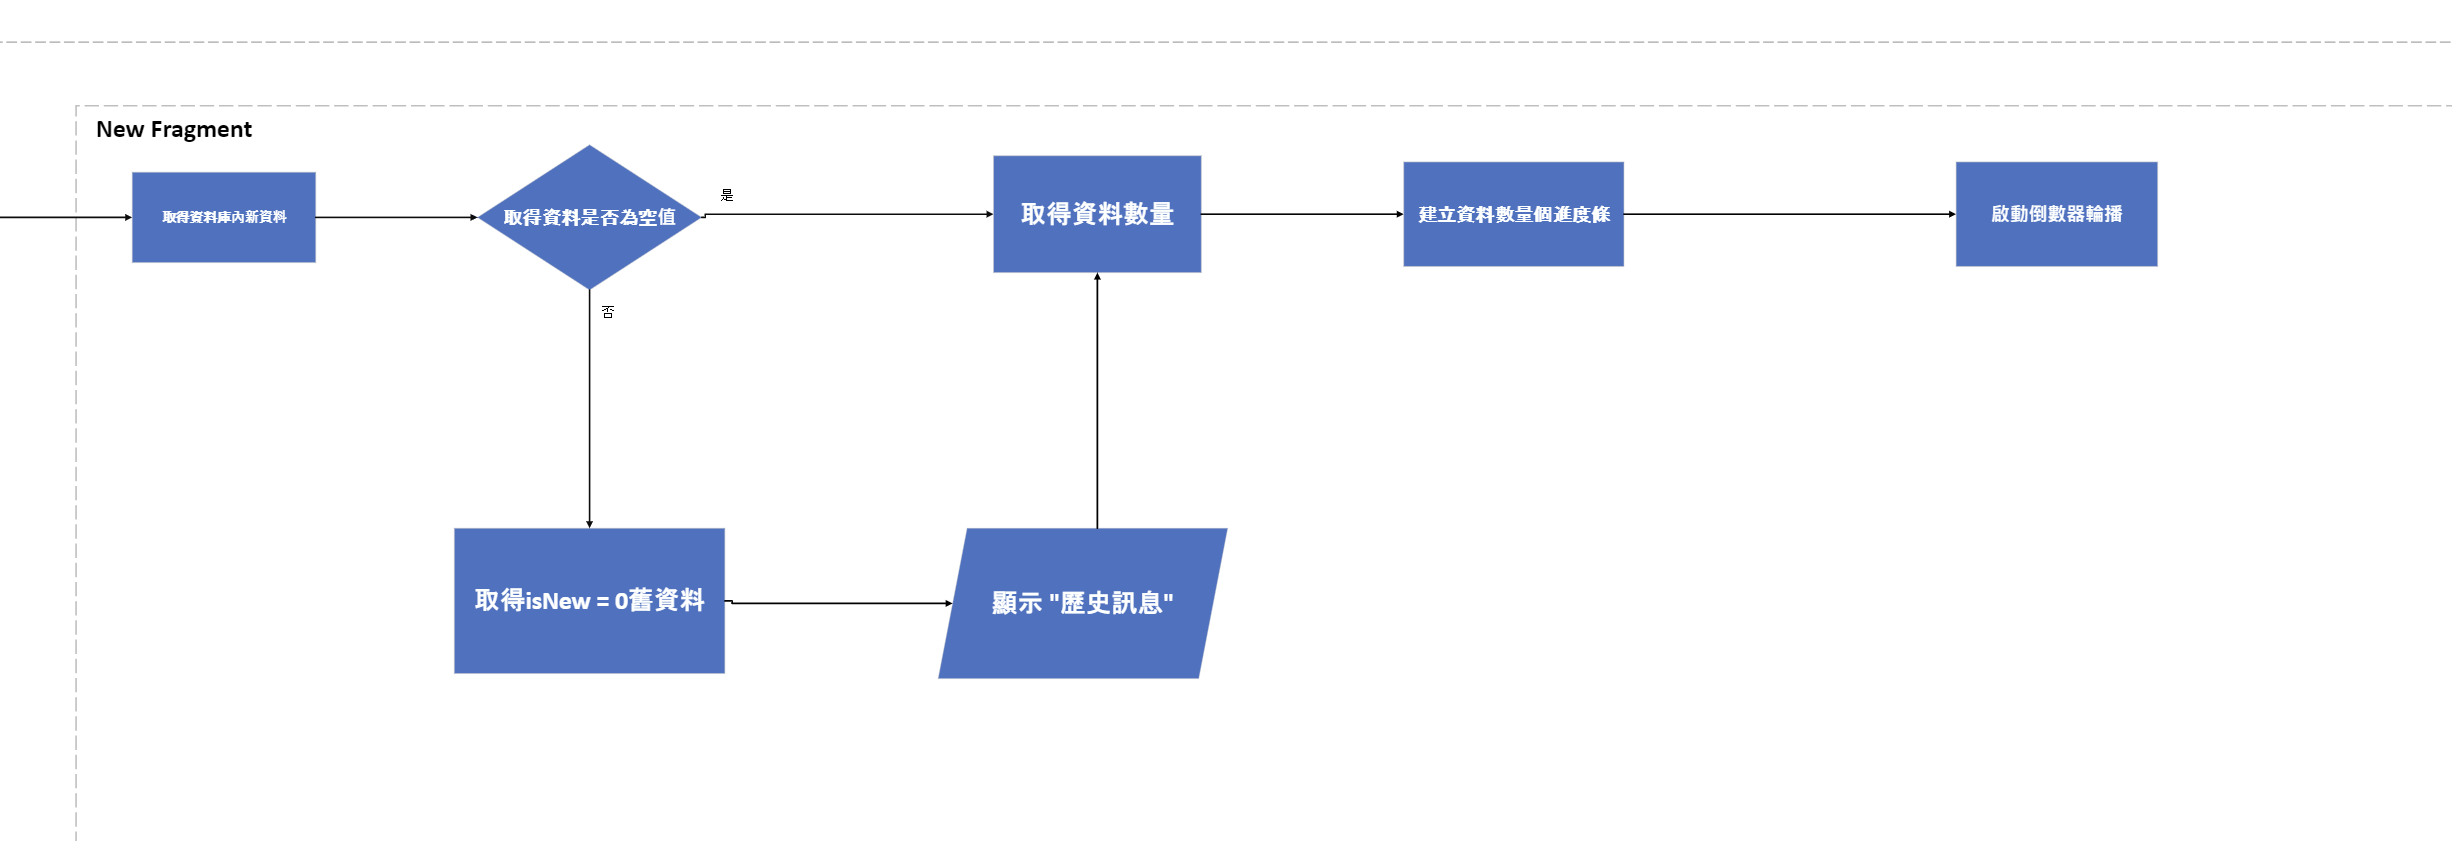 New Fragment
取得資料庫內新資料
取得資料是否為空值
是
取得資料數量
建立資料數量個進度條
啟動倒數器輪播
否
取得isNew = 0舊資料
顯示 "歷史訊息"